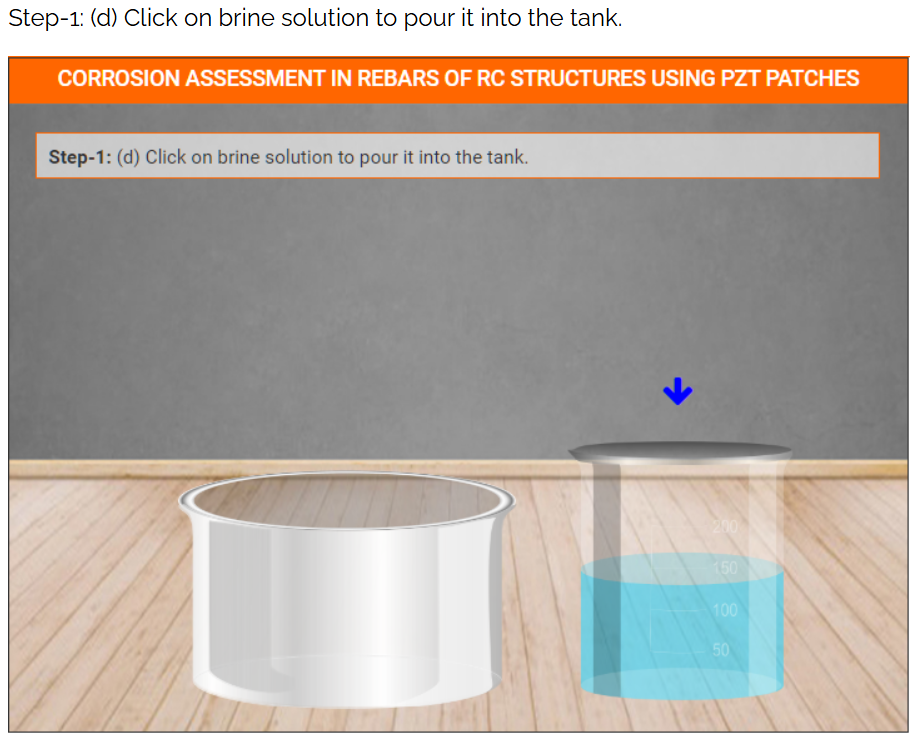 Step-1: (d) Click on brine solution to pour it into the tank.
CORROSION ASSESSMENT IN REBARS OF RC STRUCTURES USING PZT PATCHES
Step-1: (d) Click on brine solution to pour it into the tank.
200
150
100
50